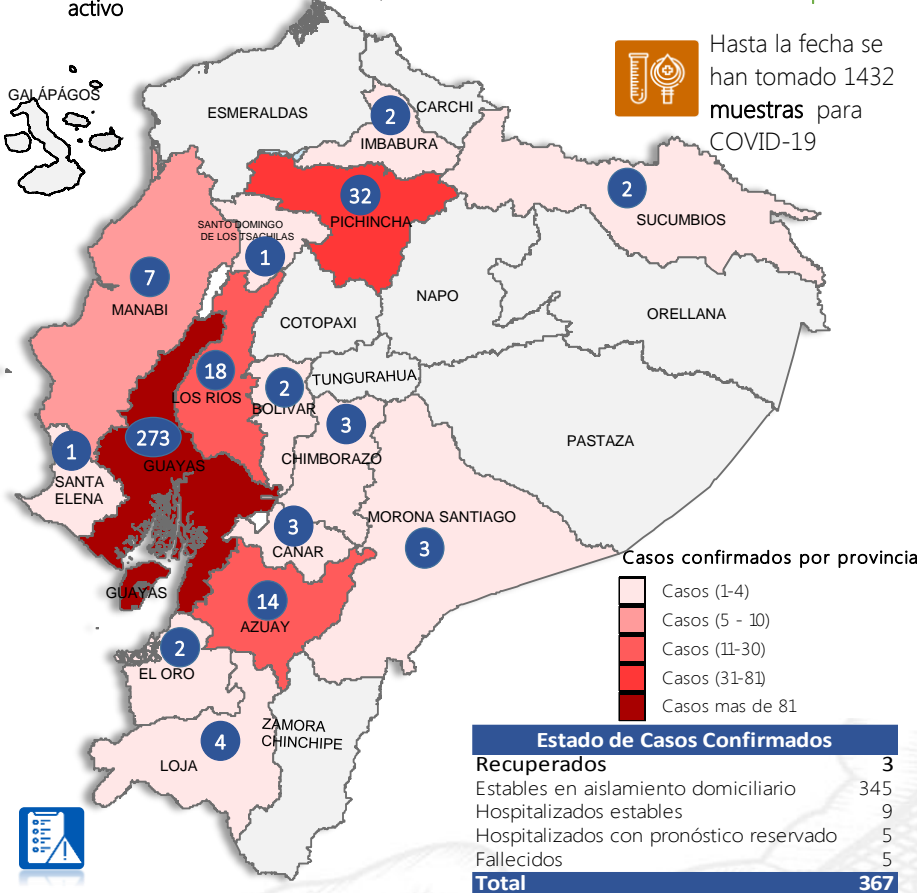 activo
Hasta la fecha se
han tomado 1432
muestras para
COVID-19
GALÁPÁGOS
ESMERALDAS
CARCHI
2
IMBABURA
2
SUCUMBIOS
32
PICHINCHA
SANTO DOMINGO
DE LOS TSACHILAS
1
7
MANABI
NAPO
ORELLANA
COTOPAXI
18
LOS RIOS
2
BOLIVAR
TUNGURAHUA
3
CHIMBORAZO
PASTAZA
273
GUAYAS
1
SANTA
ELENA
3
CAÑAR
MORONA SANTIAGO
3
GUAYAS
14
AZUAY
2
EL ORO
4
LOJA
ZAMORA
CHINCHIPE
Casos confirmados por provincia
Casos (1-4)
Casos (5 - 10)
Casos (11-30)
Casos (31-81)
Casos mas de 81
Estado de Casos Confirmados
Recuperados 3
Estables en aislamiento domiciliario 345
Hospitalizados estables 9
Hospitalizados con pronóstico reservado 5
Fallecidos 5
Total 367